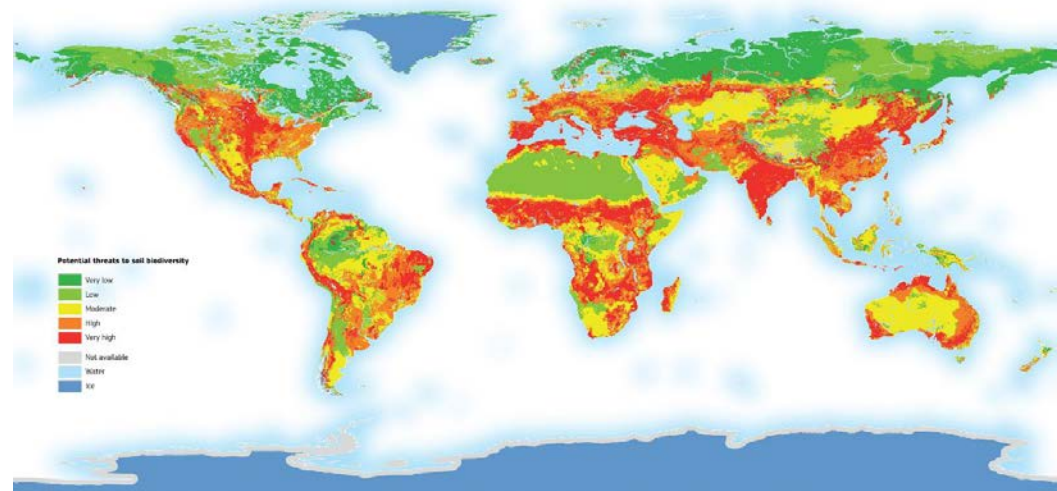 Potential threats to soil biodiversity
Very low
Low
Moderate
High
Very high
Not available
Water
Ice